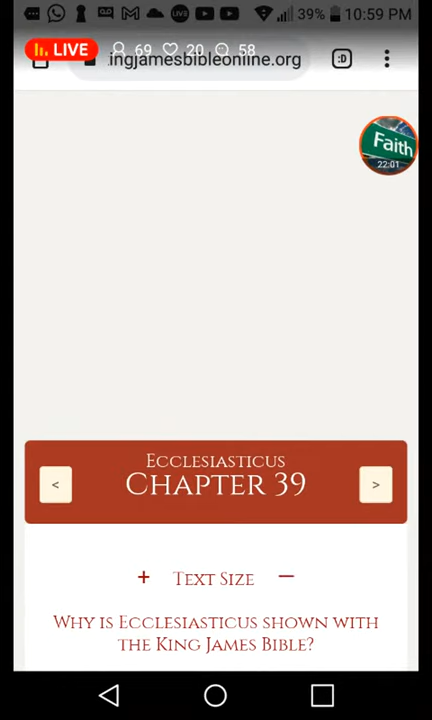 39% 10:59 PM
LIVE 69 20 58
ingjamesbibleonline.org :D
Faith
22:01
Ecclesiasticus
< Chapter 39 >
+ Text Size −
Why is Ecclesiasticus shown with
the King James Bible?